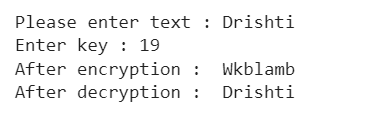 Please enter text : Drishti
Enter key : 19
After encryption :  Wkblamb
After decryption :  Drishti